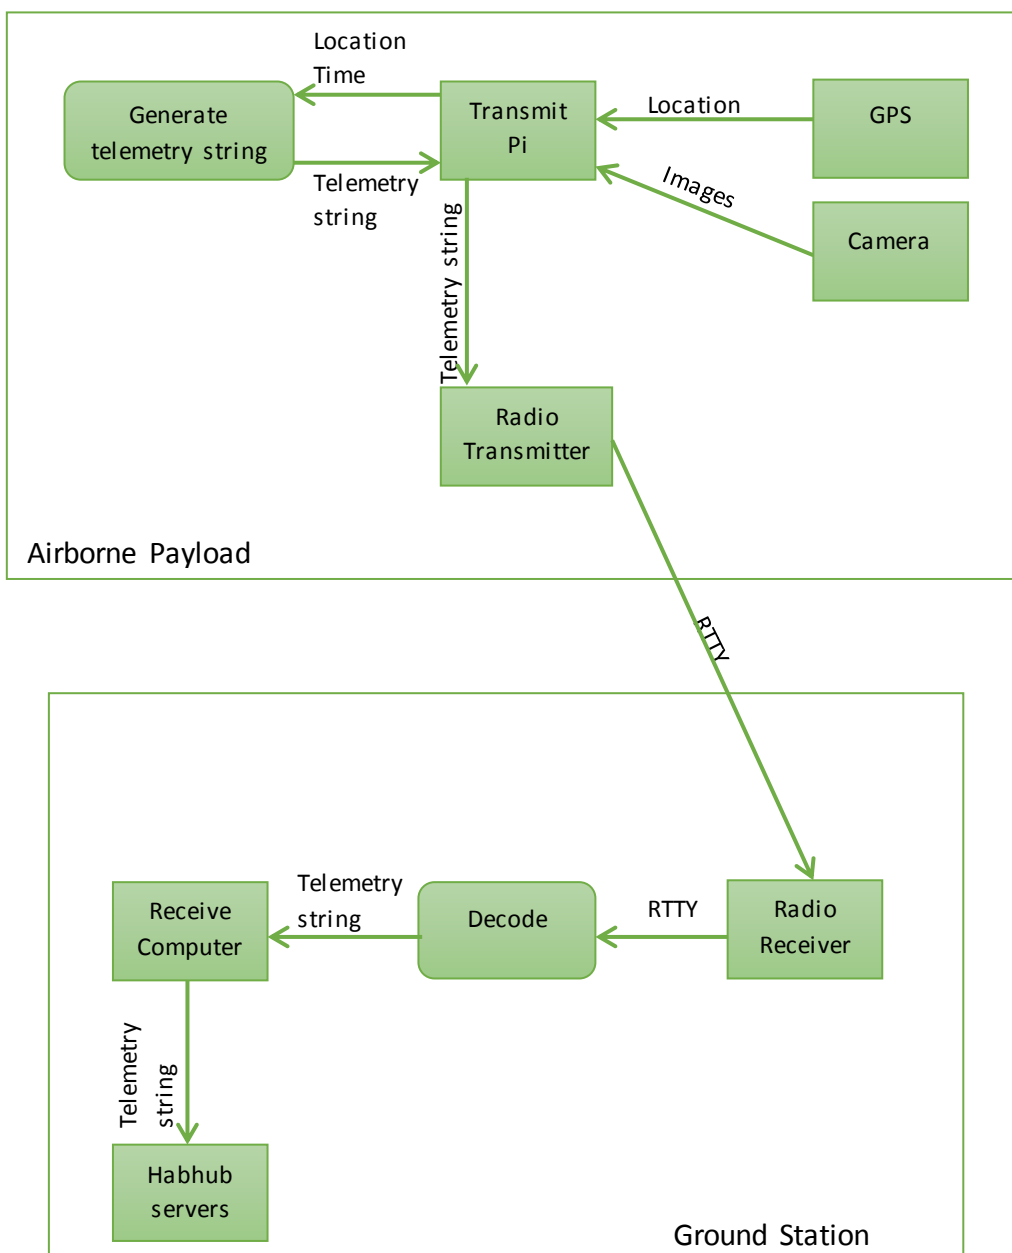 Location
Time
Generate
telemetry string
Transmit
Pi
Location
GPS
Telemetry
string
Images
Camera
Telemetry string
Radio
Transmitter
Airborne Payload
RTTY
Receive
Computer
Telemetry
string
Decode
RTTY
Radio
Receiver
Telemetry
string
Habhub
servers
Ground Station